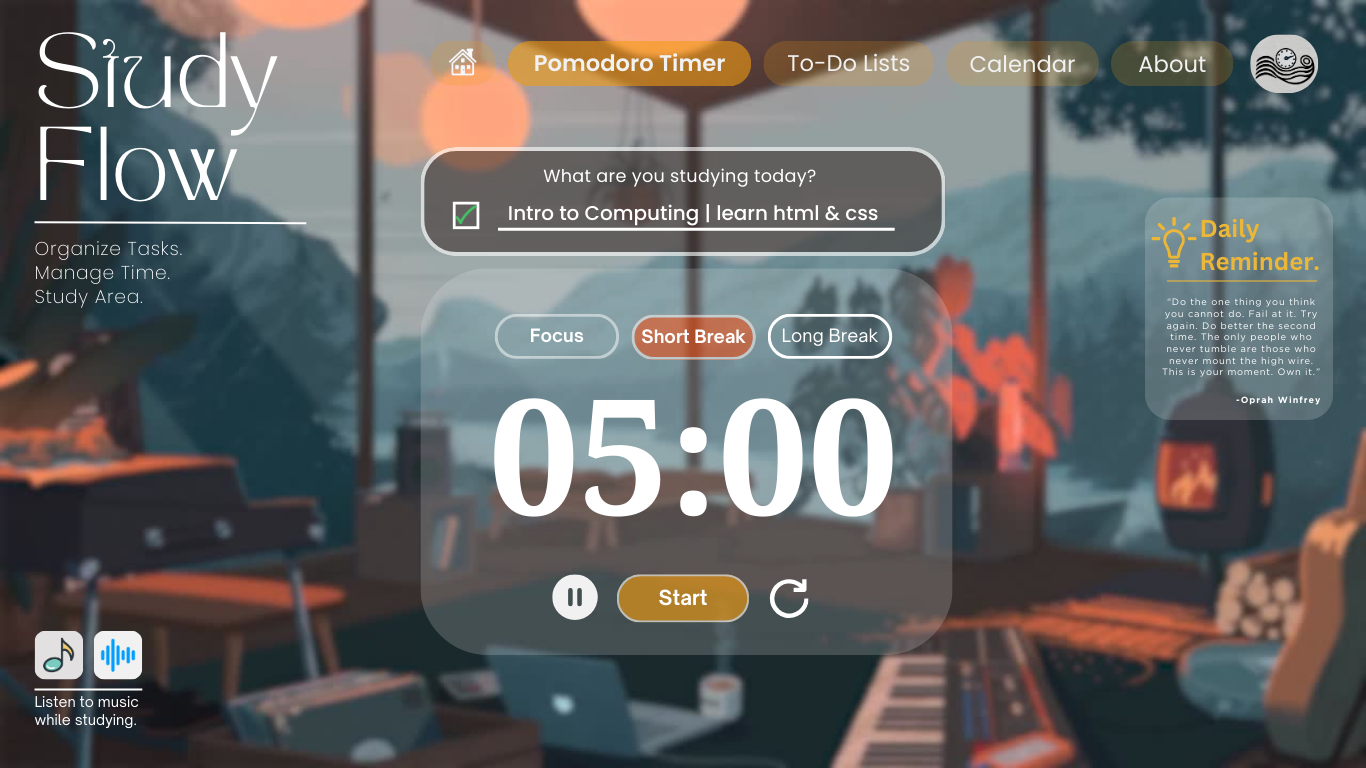 Study
Flow
Organize Tasks.
Manage Time.
Study Area.
Pomodoro Timer
To-Do Lists
Calendar
About
What are you studying today?
Intro to Computing | learn html & css
Focus
Short Break
Long Break
05:00
Start
Daily
Reminder.
"Do the one thing you think
you cannot do. Fail at it. Try
again. Do better the second
time. The only people who
never tumble are those who
never mount the high wire.
This is your moment. Own it."
-Oprah Winfrey
Listen to music
while studying.